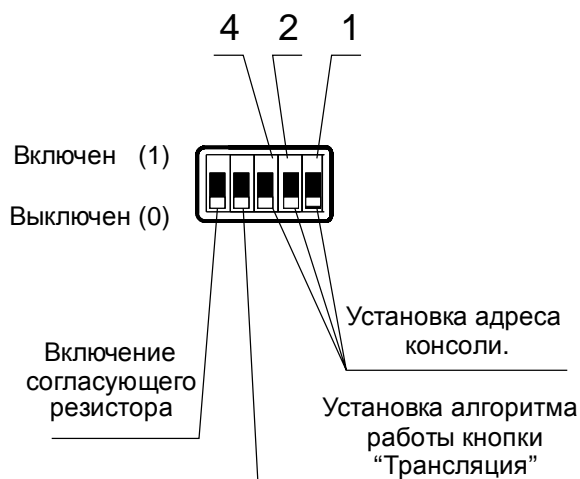 4 2 1
Включен (1)
Выключен (0)
Установка адреса
консоли.
Включение
согласующего
резистора
Установка алгоритма
работы кнопки
“Трансляция”